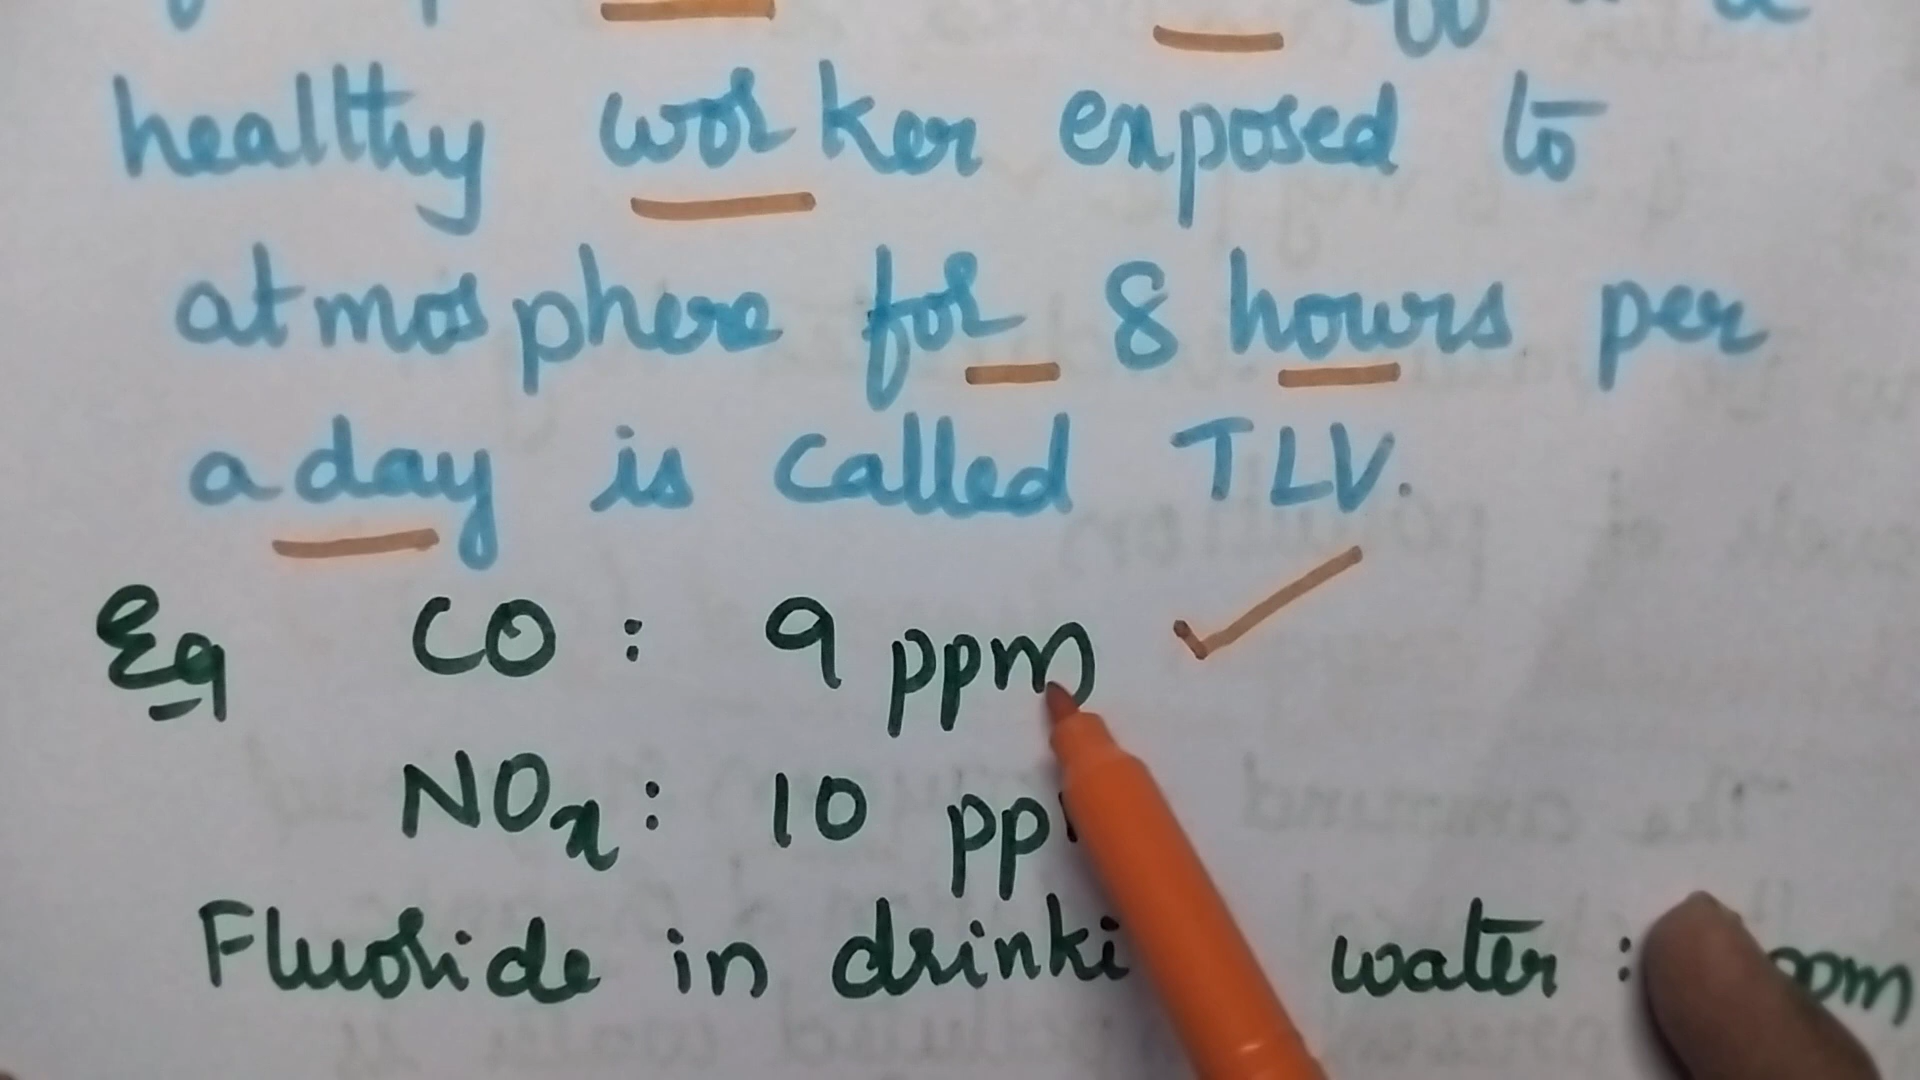 healthy worker exposed to
atmosphere for 8 hours per
a day is called TLV.
Eg CO : 9 ppm
NOx : 10
Fluoride in water :